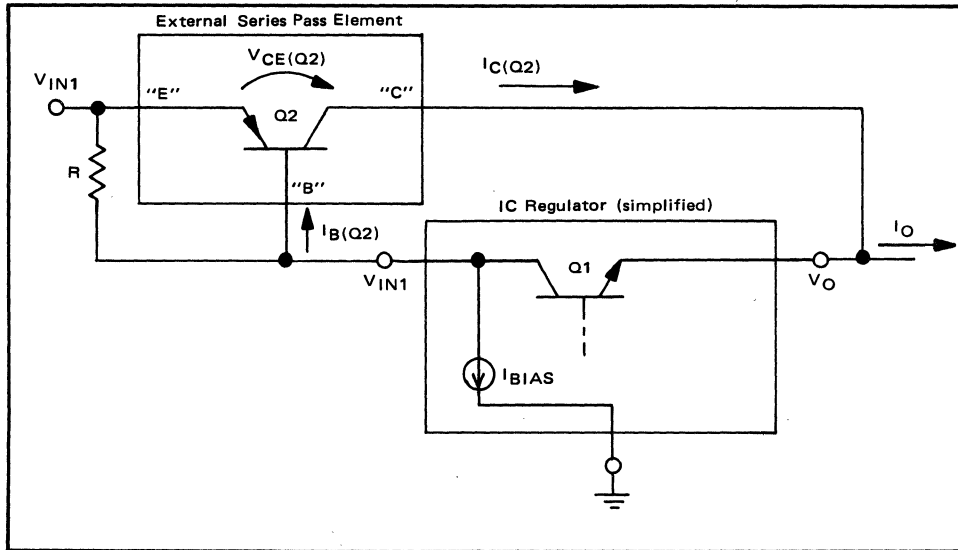 External Series Pass Element
VCE(Q2)
IC(Q2)
VIN1
"E"
"C"
Q2
R
"B"
IB(Q2)
IC Regulator (simplified)
IO
VIN1
Q1
VO
IBIAS